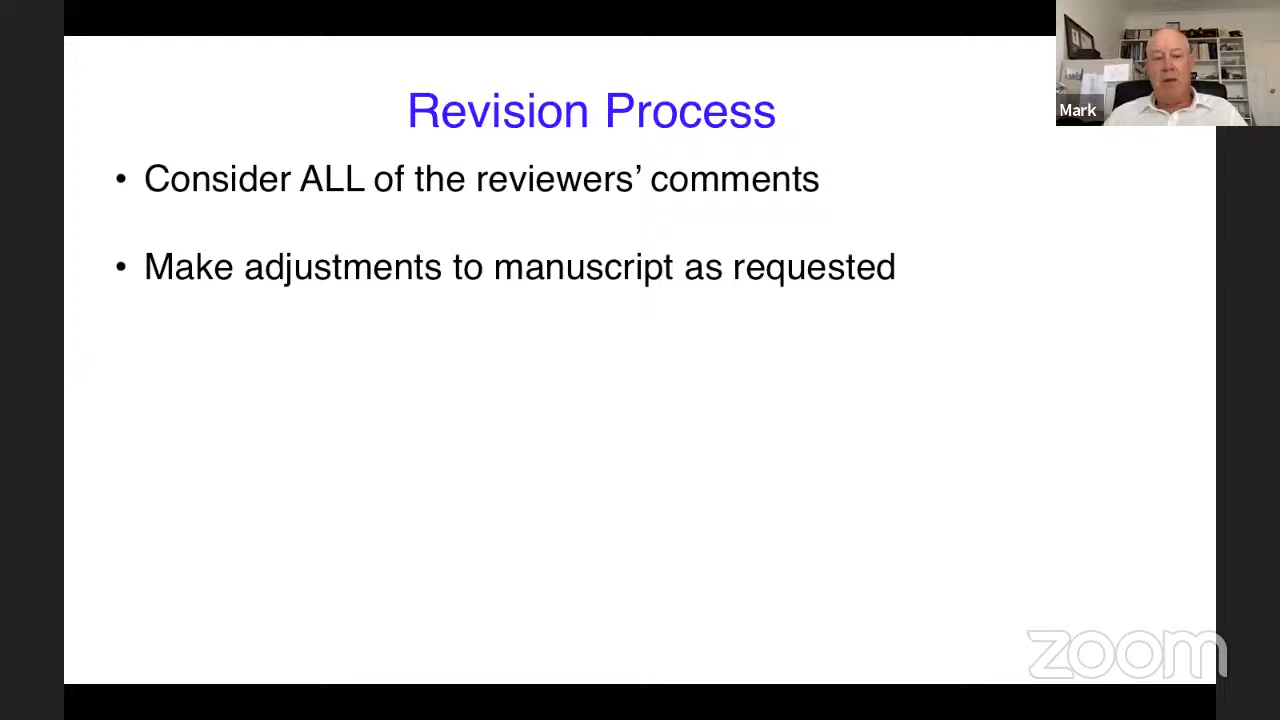 Revision Process
Mark
• Consider ALL of the reviewers’ comments
• Make adjustments to manuscript as requested
zoom